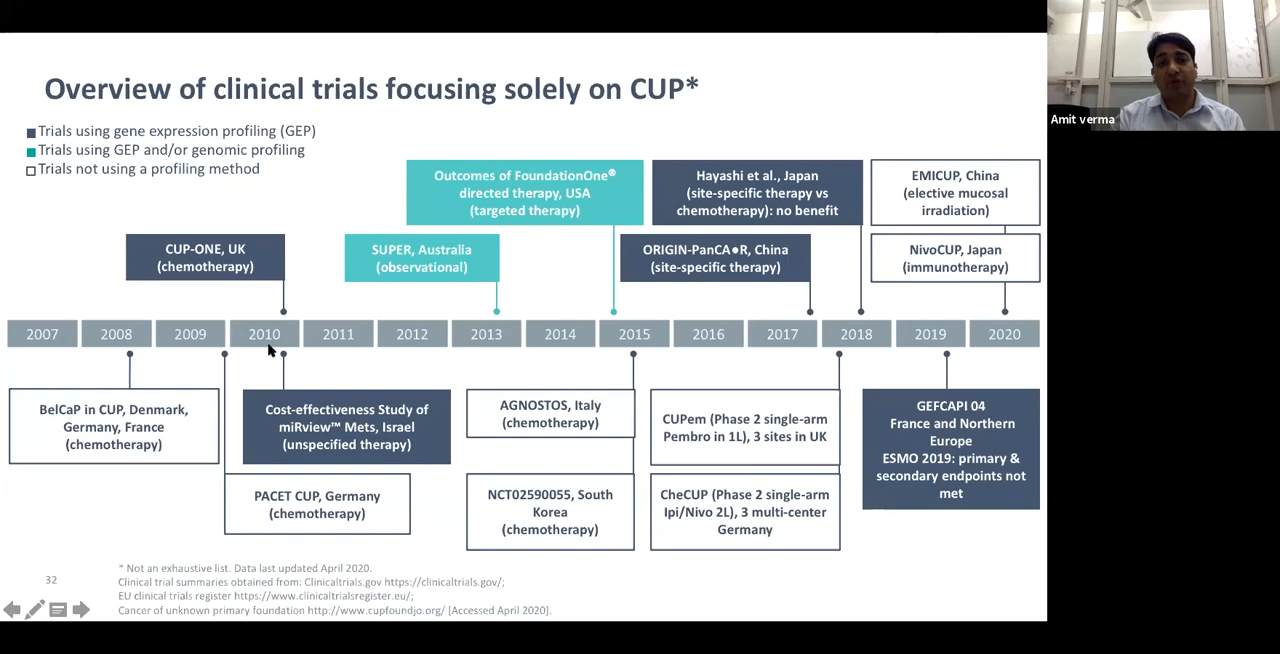 Overview of clinical trials focusing solely on CUP*
Amit verma
Trials using gene expression profiling (GEP)
Trials using GEP and/or genomic profiling
Trials not using a profiling method
Outcomes of FoundationOne®
directed therapy, USA
(targeted therapy)
Hayashi et al., Japan
(site-specific therapy vs
chemotherapy): no benefit
EMICUP, China
(elective mucosal
irradiation)
CUP-ONE, UK
(chemotherapy)
SUPER, Australia
(observational)
ORIGIN-PanCA●R, China
(site-specific therapy)
NivoCUP, Japan
(immunotherapy)
2007 2008 2009 2010 2011 2012 2013 2014 2015 2016 2017 2018 2019 2020
BelCaP in CUP, Denmark,
Germany, France
(chemotherapy)
Cost-effectiveness Study of
miRview™ Mets, Israel
(unspecified therapy)
AGNOSTOS, Italy
(chemotherapy)
CUPem (Phase 2 single-arm
Pembro in 1L), 3 sites in UK
GEFCAPI 04
France and Northern
Europe
ESMO 2019: primary &
secondary endpoints not
met
PACET CUP, Germany
(chemotherapy)
NCT02590055, South
Korea
(chemotherapy)
CheCUP (Phase 2 single-arm
Ipi/Nivo 2L), 3 multi-center
Germany
32
* Not an exhaustive list. Data last updated April 2020.
Clinical trial summaries obtained from: Clinicaltrials.gov https://clinicaltrials.gov/;
EU clinical trials register https://www.clinicaltrialsregister.eu/;
Cancer of unknown primary foundation http://www.cupfoundjo.org/ [Accessed April 2020].